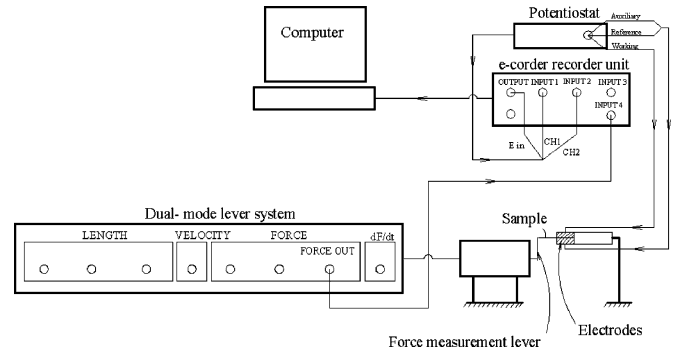 Potentiostat
Auxiliary
Reference
Working
Computer
e-corder recorder unit
OUTPUT INPUT 1 INPUT 2 INPUT 3
INPUT 4
E in
CH1
CH2
Dual- mode lever system
LENGTH VELOCITY FORCE dF/dt
FORCE OUT
Sample
Electrodes
Force measurement lever